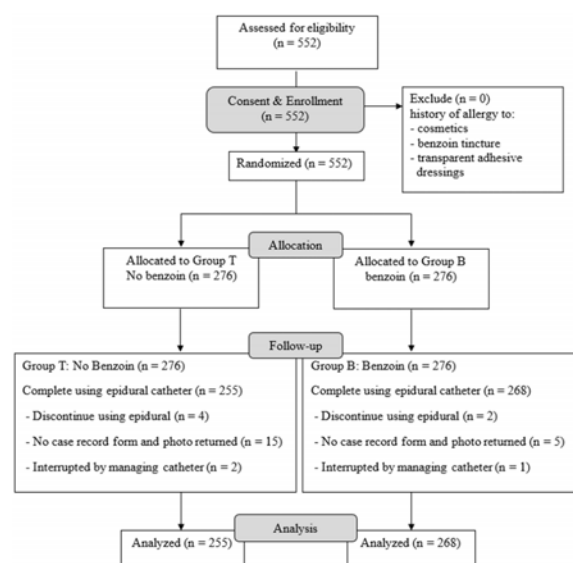 Assessed for eligibility
(n = 552)
Consent & Enrollment
(n = 552)
Exclude (n = 0)
history of allergy to:
- cosmetics
- benzoin tincture
- transparent adhesive
dressings
Randomized (n = 552)
Allocation
Allocated to Group T
No benzoin (n = 276)
Allocated to Group B
benzoin (n = 276)
Follow-up
Group T: No Benzoin (n = 276)
Complete using epidural catheter (n = 255)
- Discontinue using epidural (n = 4)
- No case record form and photo returned (n = 15)
- Interrupted by managing catheter (n = 2)
Group B: Benzoin (n = 276)
Complete using epidural catheter (n = 268)
- Discontinue using epidural (n = 2)
- No case record form and photo returned (n = 5)
- Interrupted by managing catheter (n = 1)
Analysis
Analyzed (n = 255)
Analyzed (n = 268)